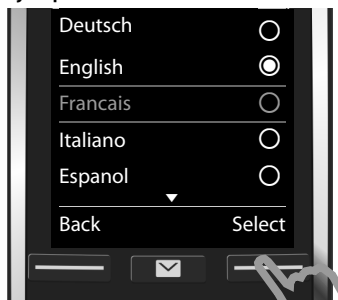 Deutsch
English
Francais
Italiano
Espanol
Back Select